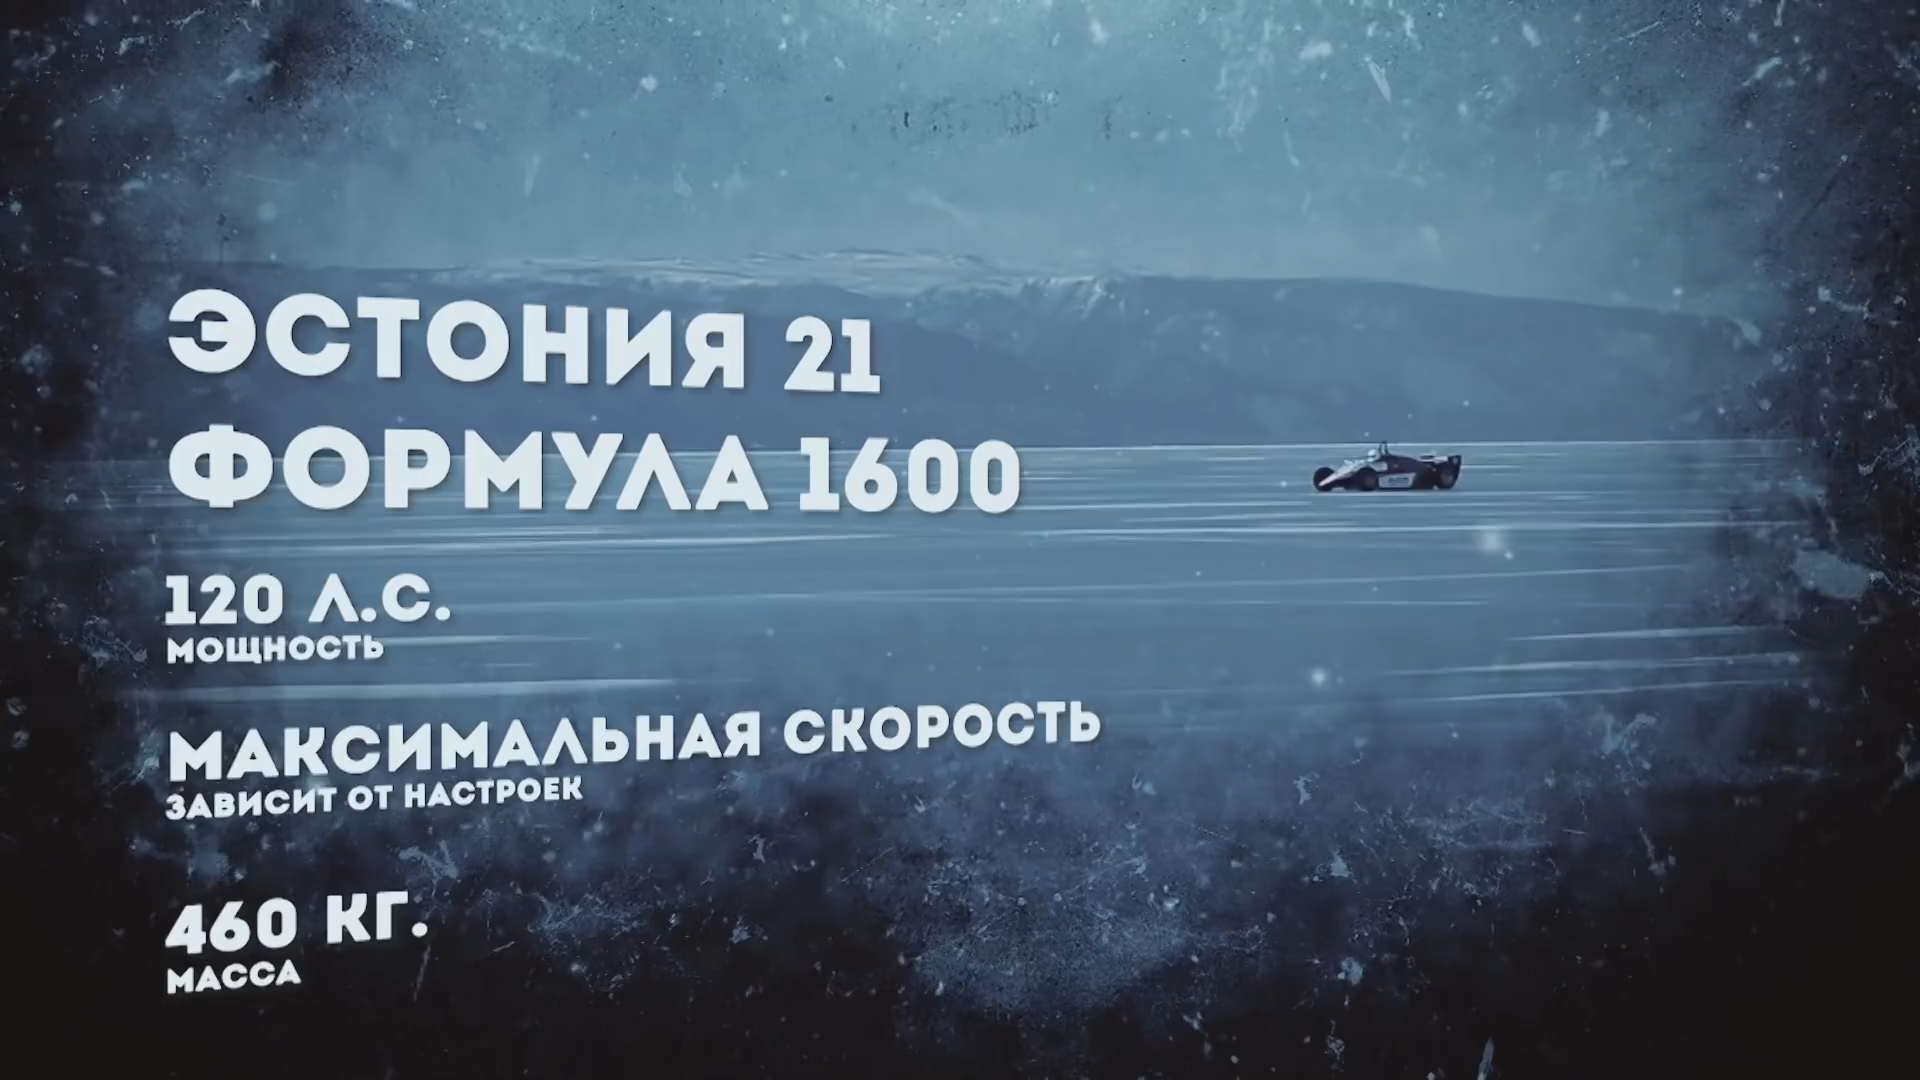 ЭСТОНИЯ 21
ФОРМУЛА 1600
120 Л.С.
МОЩНОСТЬ
МАКСИМАЛЬНАЯ СКОРОСТЬ
ЗАВИСИТ ОТ НАСТРОЕК
460 КГ.
МАССА